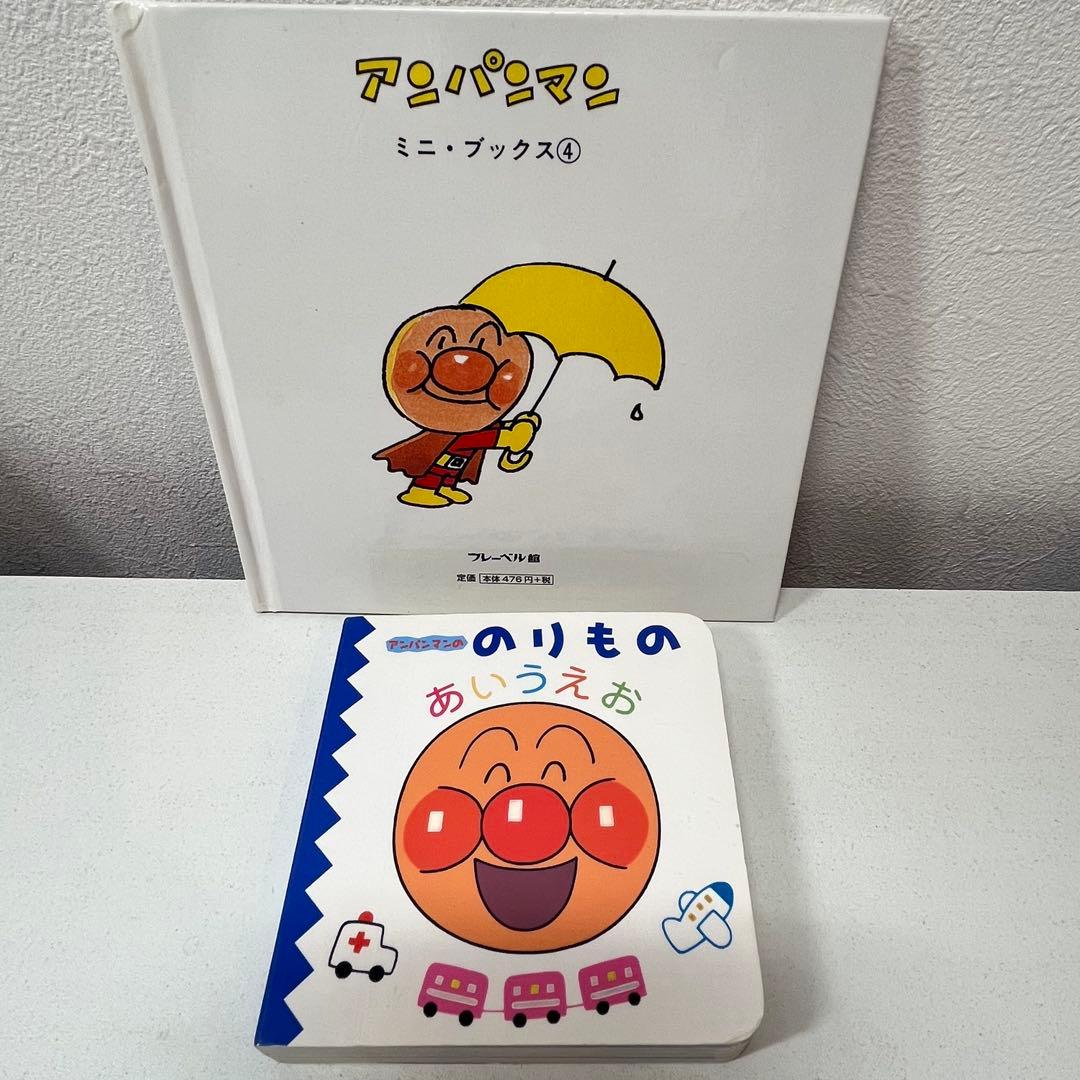 アンパンマン
ミニ・ブックス④
フレーベル館
定価 本体476円+税
アンパンマンの のりもの
あいうえお